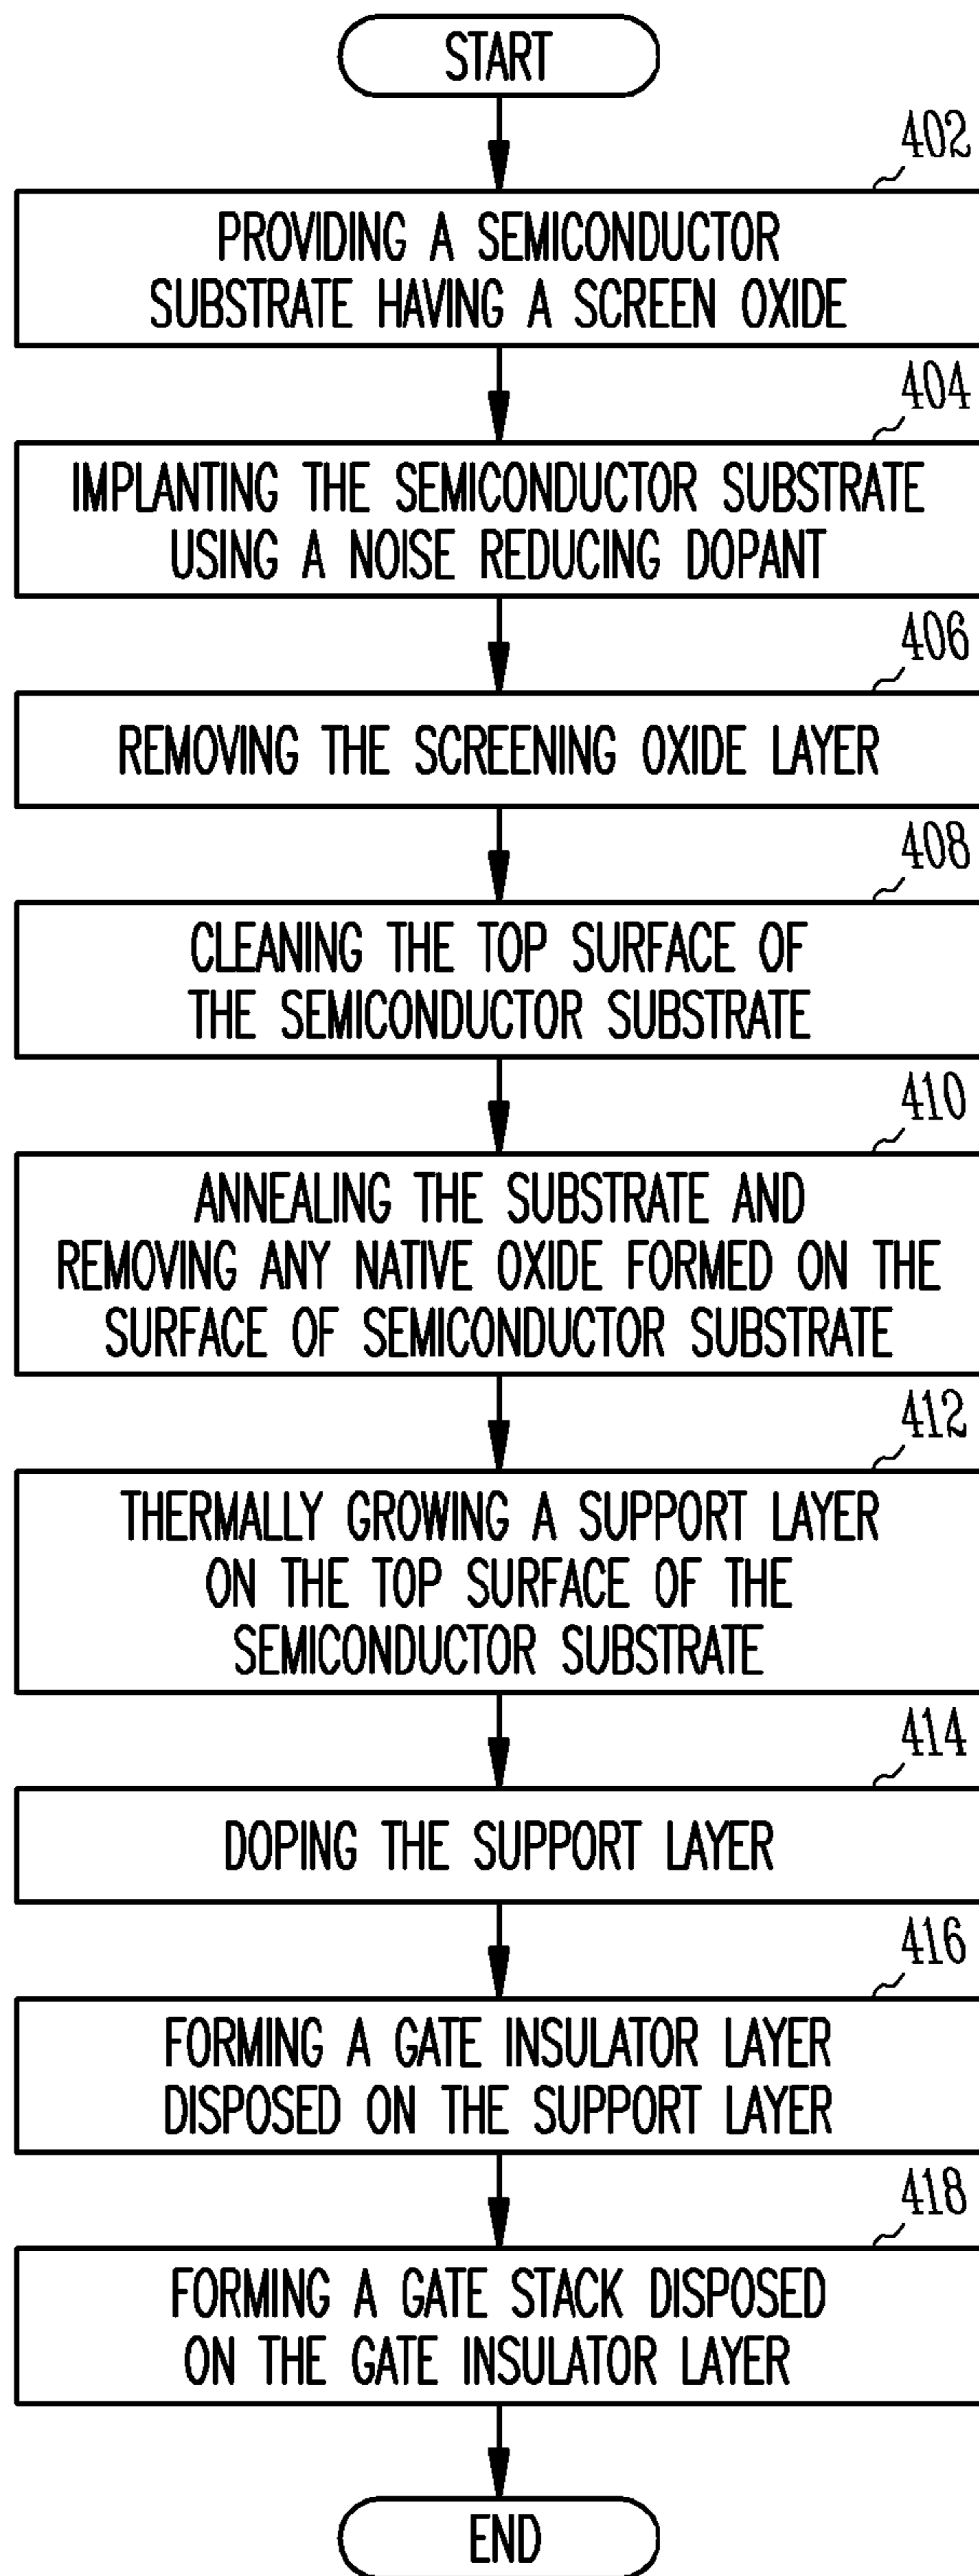 START
402
PROVIDING A SEMICONDUCTOR
SUBSTRATE HAVING A SCREEN OXIDE
404
IMPLANTING THE SEMICONDUCTOR SUBSTRATE
USING A NOISE REDUCING DOPANT
406
REMOVING THE SCREENING OXIDE LAYER
408
CLEANING THE TOP SURFACE OF
THE SEMICONDUCTOR SUBSTRATE
410
ANNEALING THE SUBSTRATE AND
REMOVING ANY NATIVE OXIDE FORMED ON THE
SURFACE OF SEMICONDUCTOR SUBSTRATE
412
THERMALLY GROWING A SUPPORT LAYER
ON THE TOP SURFACE OF THE
SEMICONDUCTOR SUBSTRATE
414
DOPING THE SUPPORT LAYER
416
FORMING A GATE INSULATOR LAYER
DISPOSED ON THE SUPPORT LAYER
418
FORMING A GATE STACK DISPOSED
ON THE GATE INSULATOR LAYER
END